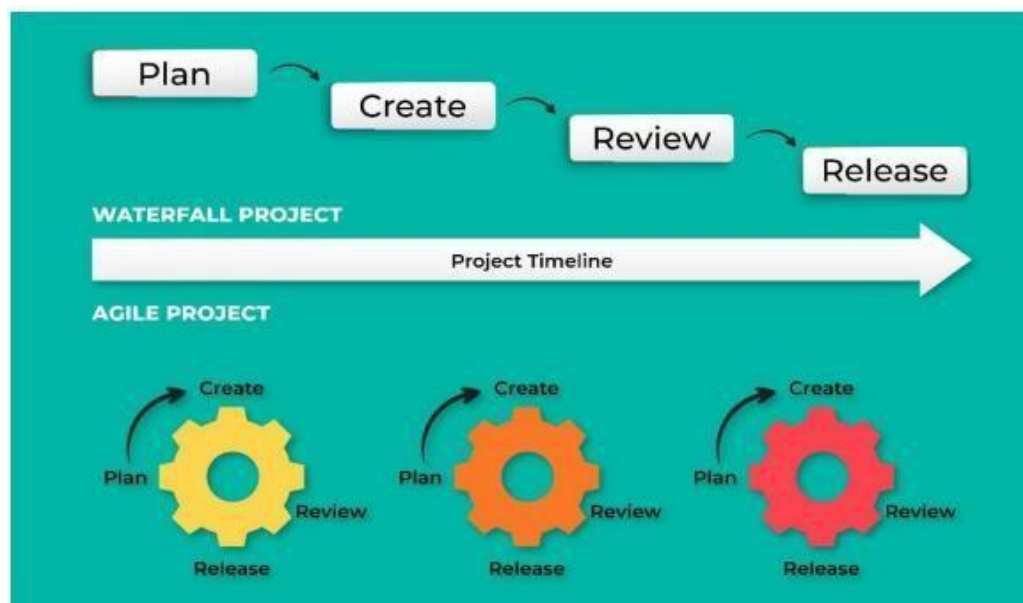 Plan
Create
Review
Release
WATERFALL PROJECT
Project Timeline
AGILE PROJECT
Create
Plan
Review
Release
Create
Plan
Review
Release
Create
Plan
Review
Release